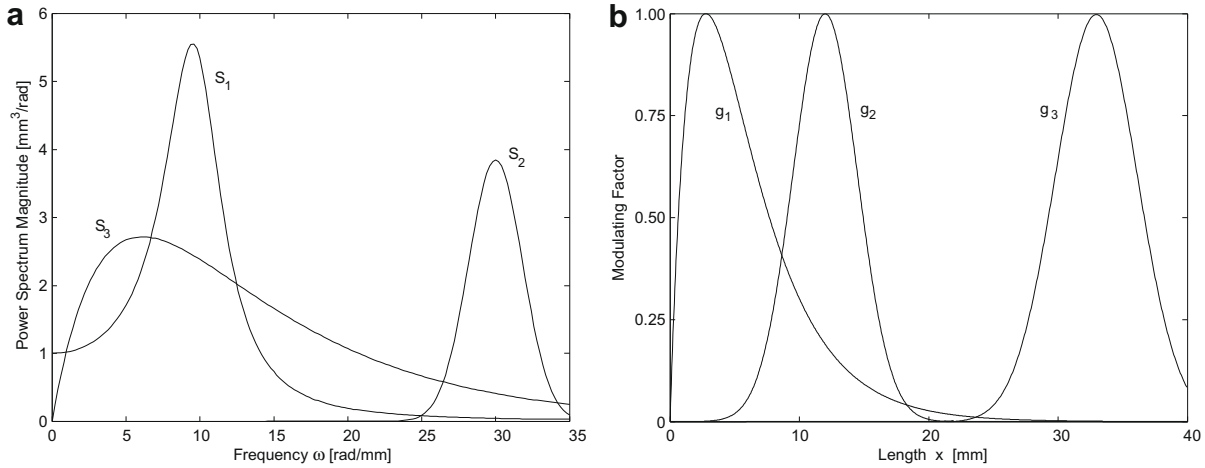 a
Power Spectrum Magnitude [mm³/rad]
6
5
4
3
2
1
0
S₁
S₂
S₃
0 5 10 15 20 25 30 35
Frequency ω [rad/mm]
b
Modulating Factor
1.00
0.75
0.50
0.25
0
g₁
g₂
g₃
0 10 20 30 40
Length x [mm]